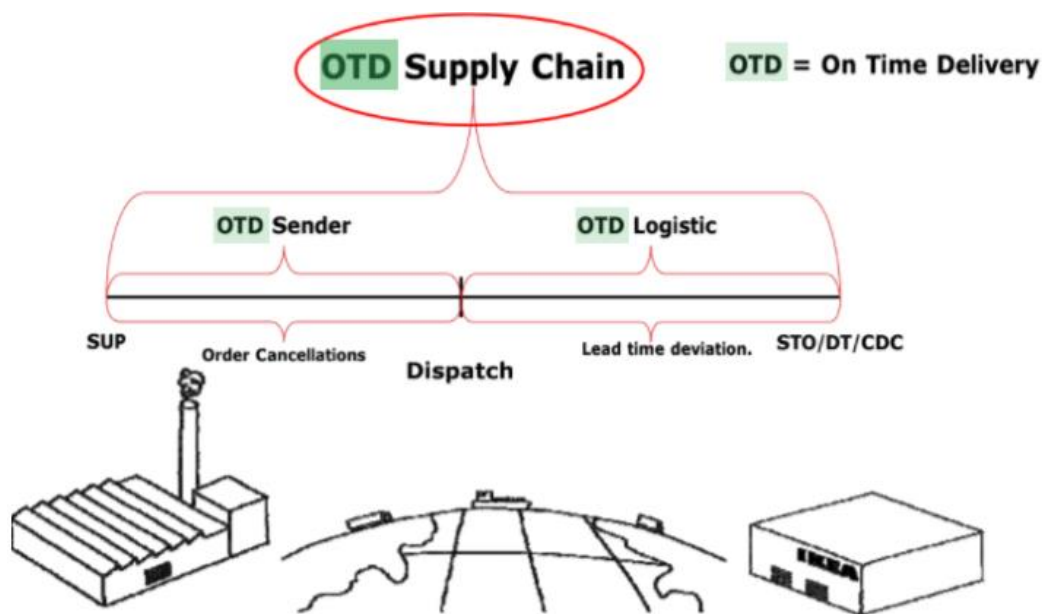 OTD Supply Chain
OTD = On Time Delivery
OTD Sender
OTD Logistic
SUP
Order Cancellations
Dispatch
Lead time deviation.
STO/DT/CDC
IKEA